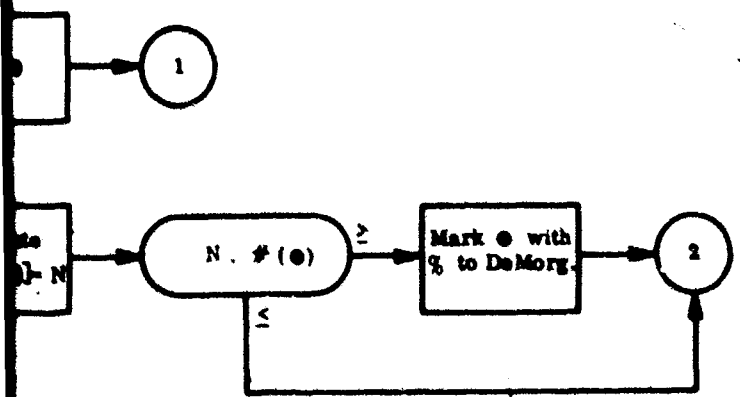 1
N . # (●)
≥
Mark ● with
% to DeMorg.
2
≤